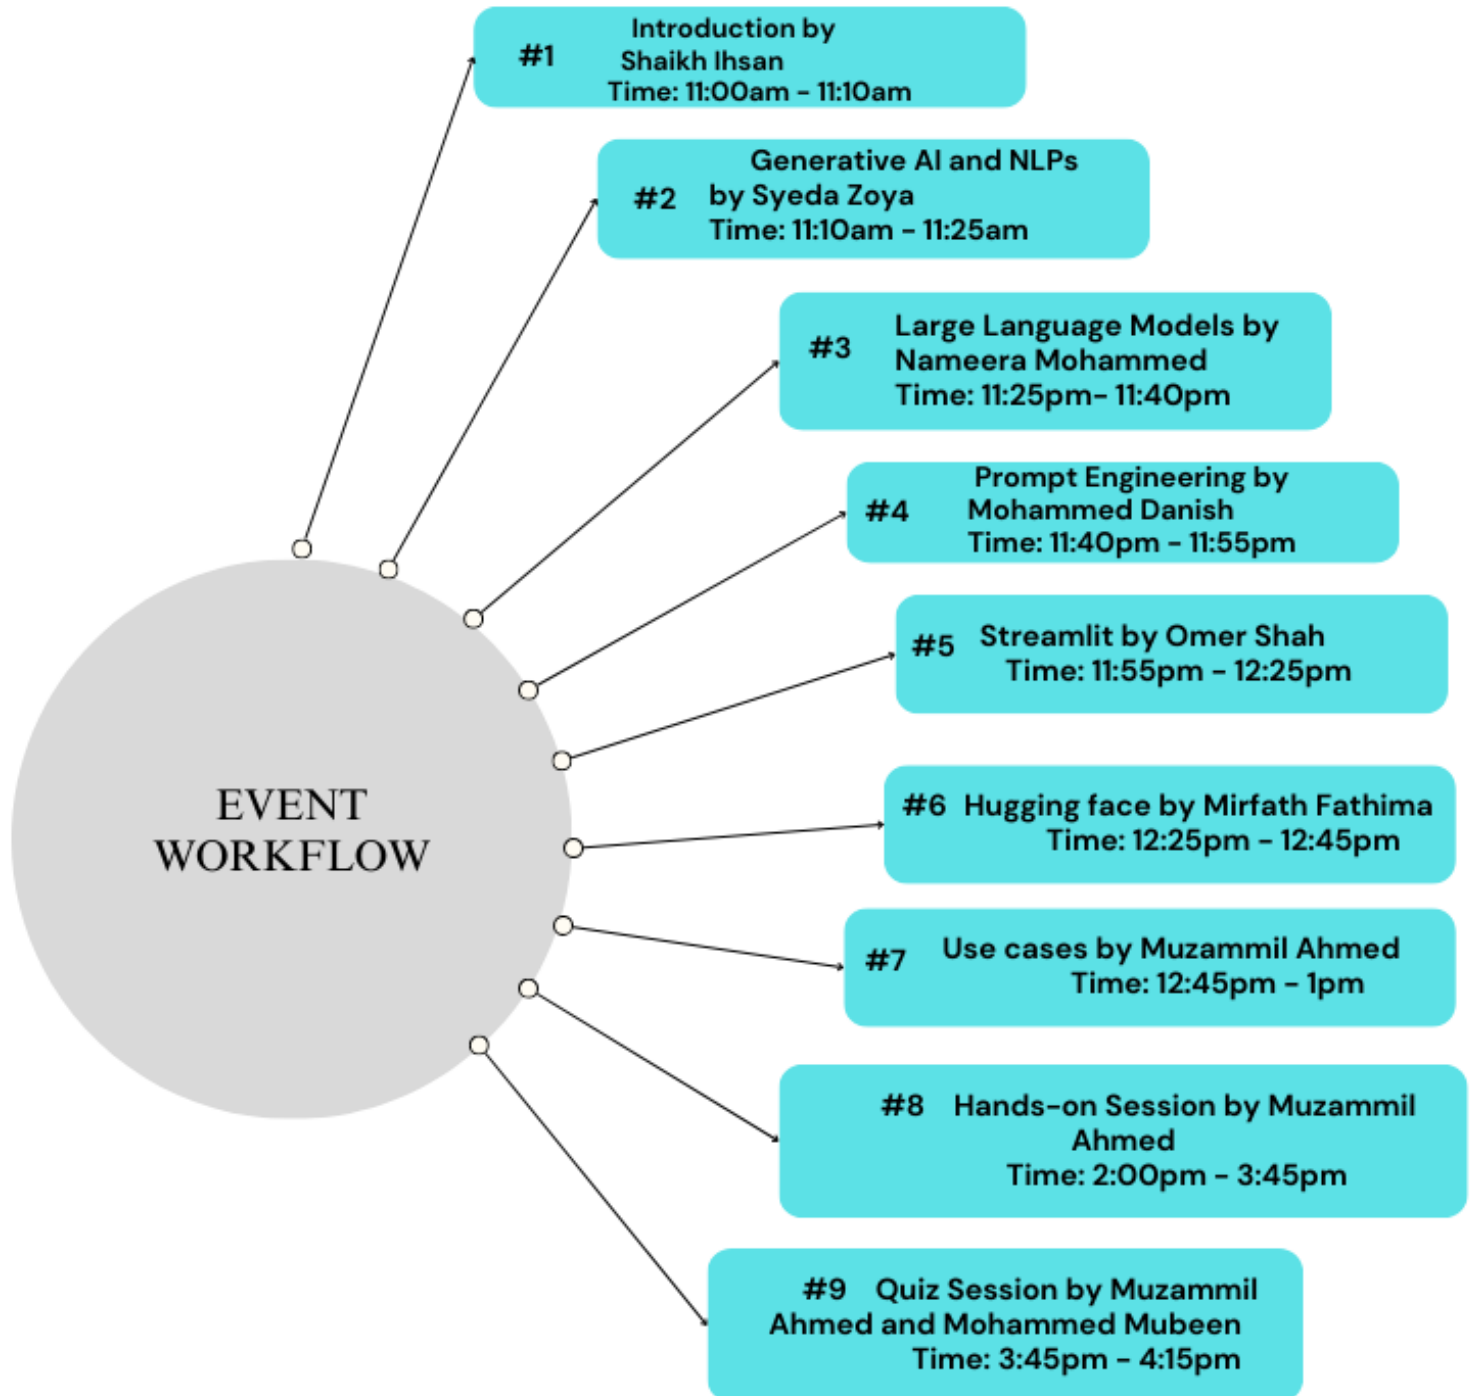 #1 Introduction by
Shaikh Ihsan
Time: 11:00am - 11:10am
Generative AI and NLPs
#2 by Syeda Zoya
Time: 11:10am - 11:25am
Large Language Models by
#3 Nameera Mohammed
Time: 11:25pm- 11:40pm
Prompt Engineering by
#4 Mohammed Danish
Time: 11:40pm - 11:55pm
#5 Streamlit by Omer Shah
Time: 11:55pm - 12:25pm
EVENT
WORKFLOW
#6 Hugging face by Mirfath Fathima
Time: 12:25pm - 12:45pm
#7 Use cases by Muzammil Ahmed
Time: 12:45pm - 1pm
#8 Hands-on Session by Muzammil
Ahmed
Time: 2:00pm - 3:45pm
#9 Quiz Session by Muzammil
Ahmed and Mohammed Mubeen
Time: 3:45pm - 4:15pm